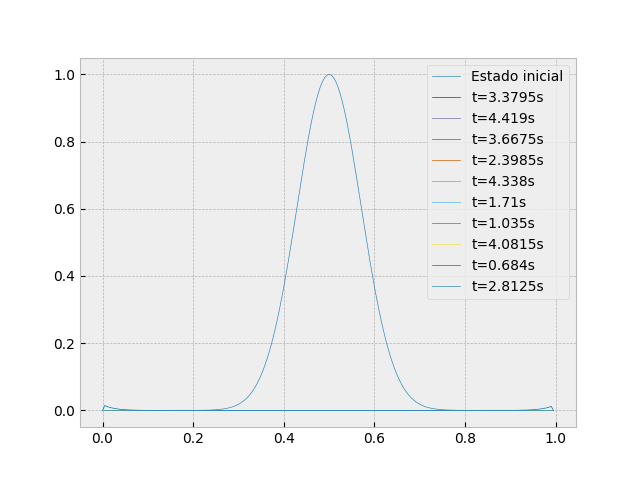 1.0
0.8
0.6
0.4
0.2
0.0
0.0
0.2
0.4
0.6
0.8
1.0
Estado inicial
t=3.3795s
t=4.419s
t=3.6675s
t=2.3985s
t=4.338s
t=1.71s
t=1.035s
t=4.0815s
t=0.684s
t=2.8125s